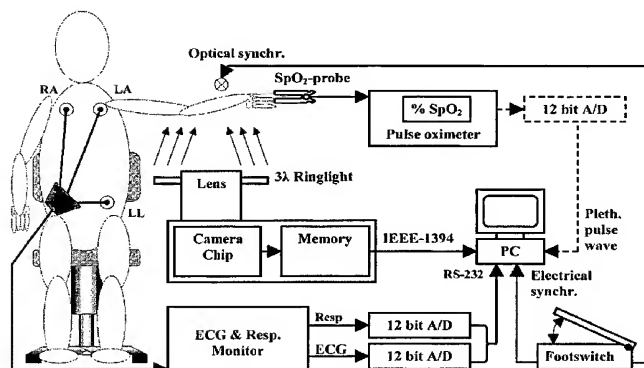 Optical synchr.
SpO₂-probe
RA
LA
% SpO₂
Pulse oximeter
12 bit A/D
3λ Ringlight
Lens
LL
Camera
Chip
Memory
IEEE-1394
PC
Pleth.
pulse
wave
RS-232
Electrical
synchr.
ECG & Resp.
Monitor
Resp
12 bit A/D
ECG
12 bit A/D
Footswitch